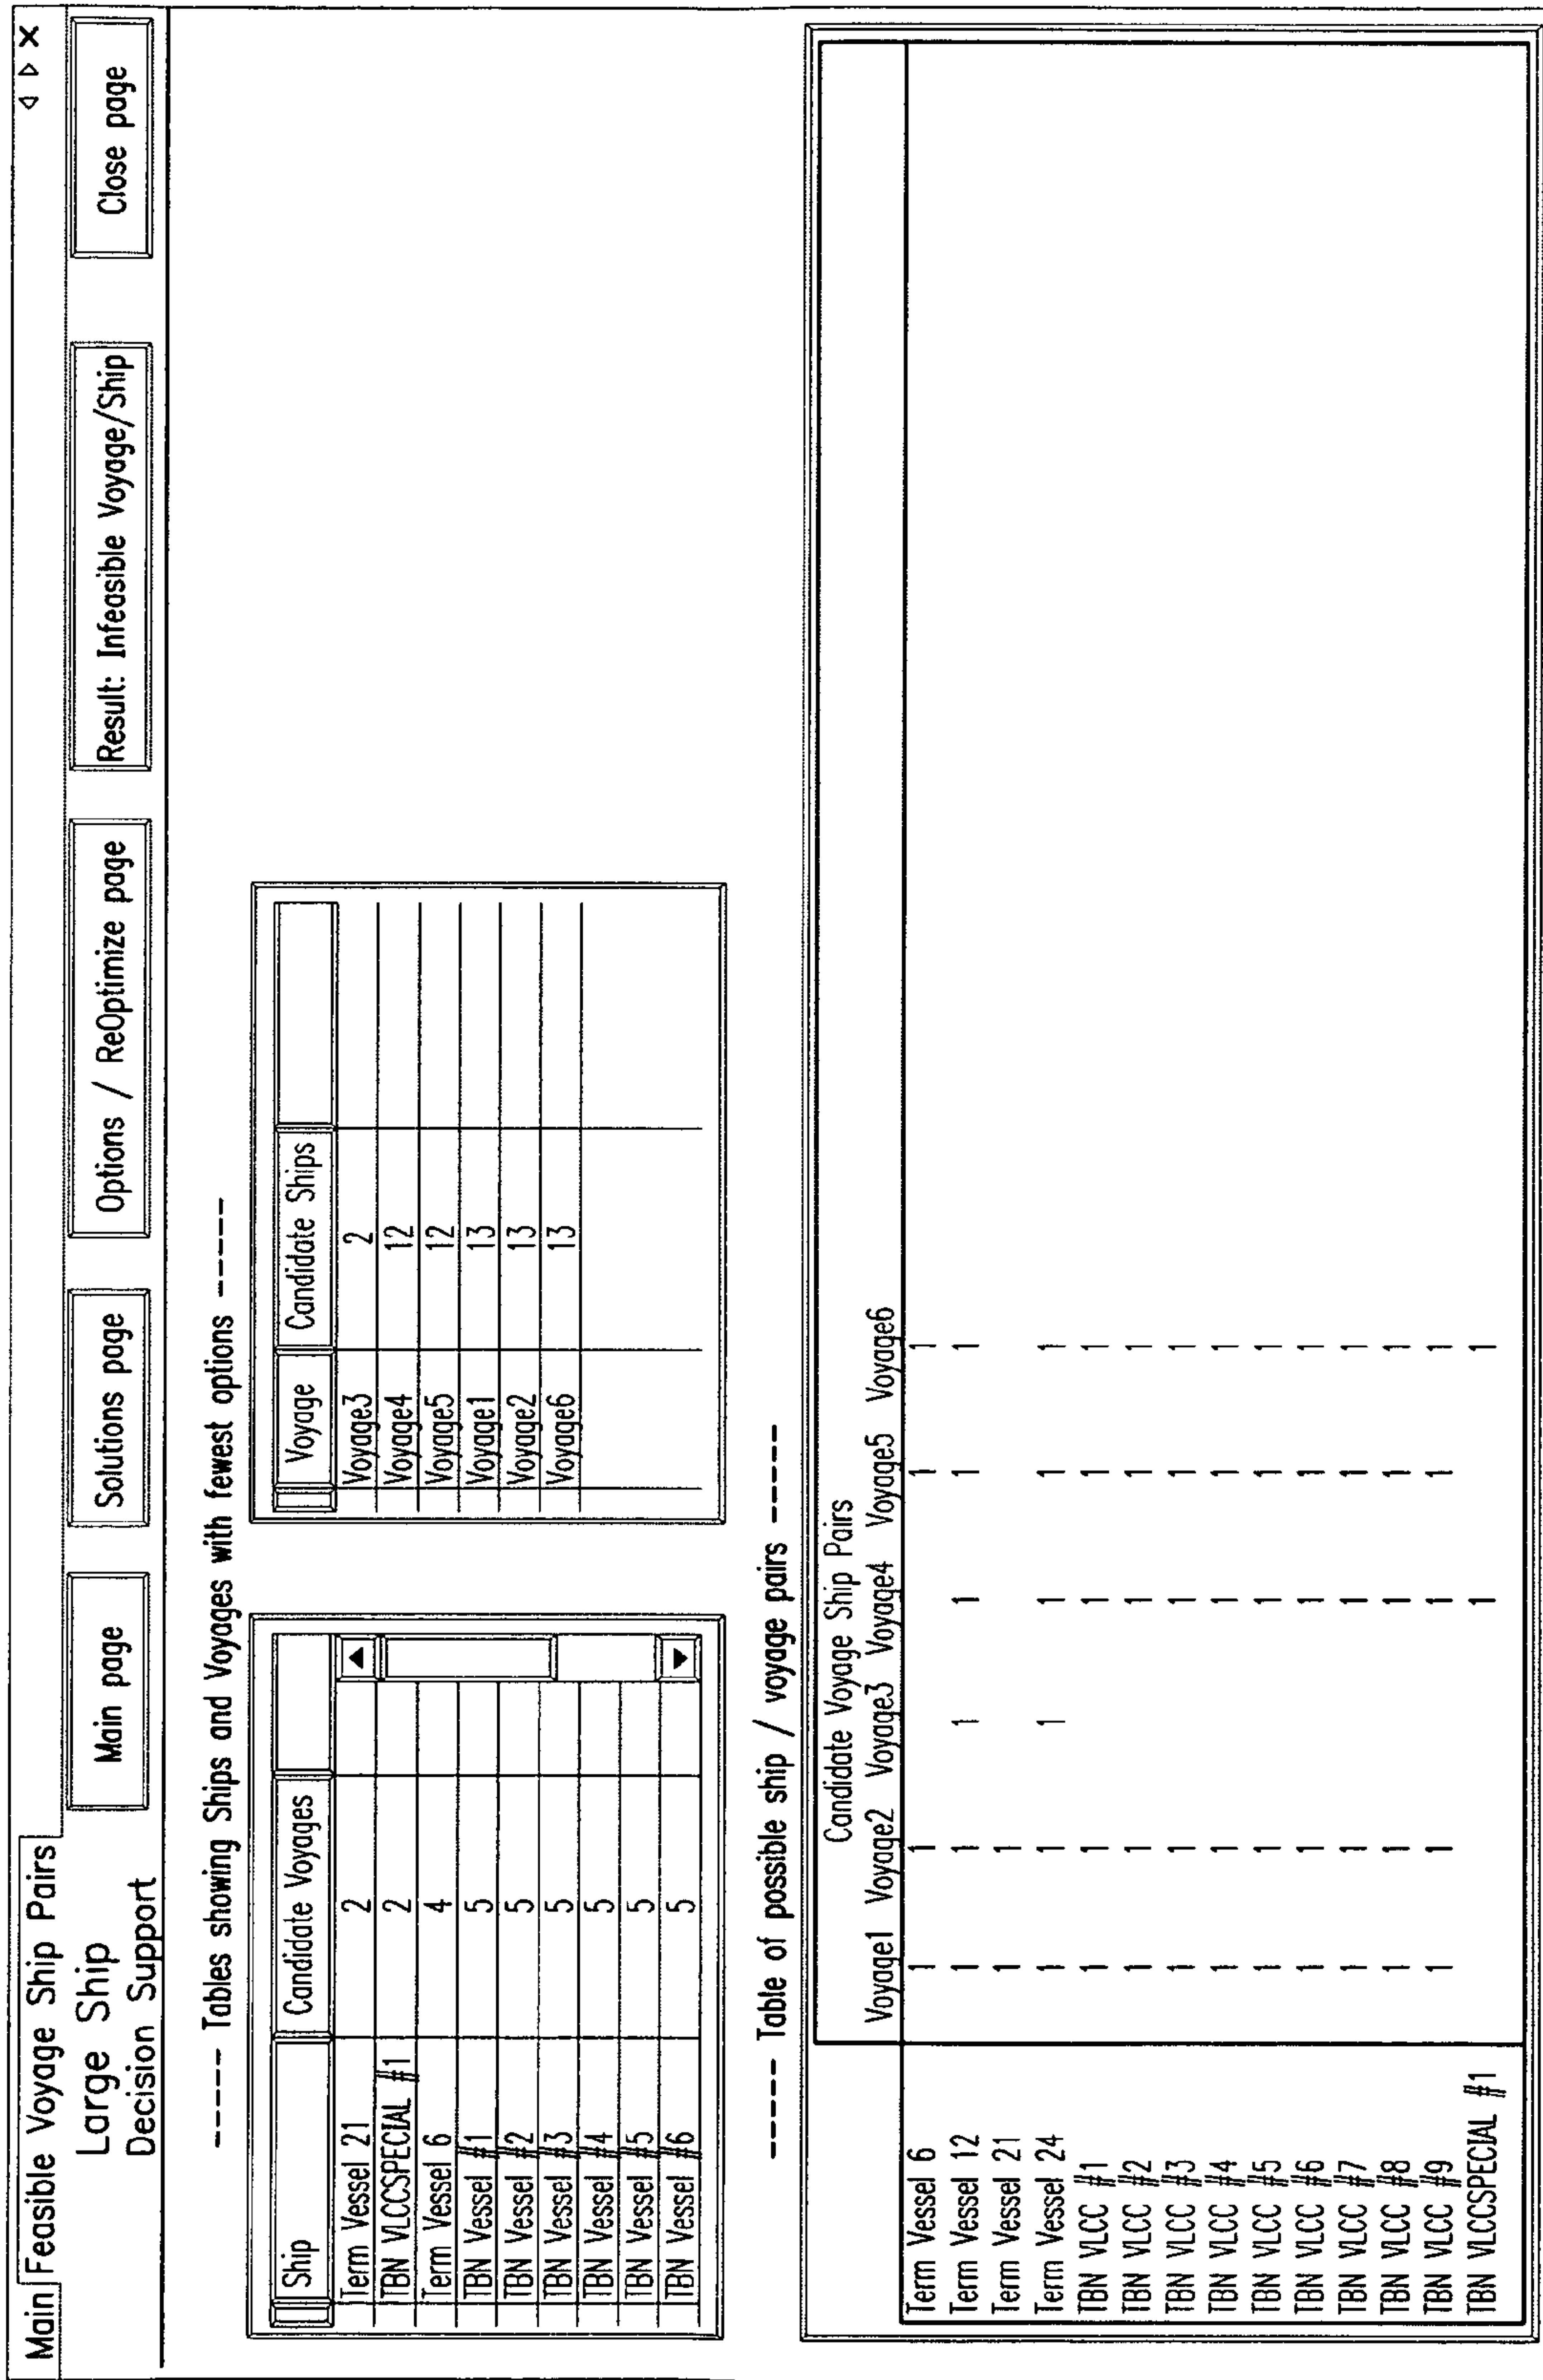 Main Feasible Voyage Ship Pairs
Large Ship
Decision Support
Main page Solutions page Options / ReOptimize page Result: Infeasible Voyage/Ship Close page
----- Tables showing Ships and Voyages with fewest options -----
Ship Candidate Voyages
Term Vessel 21 2
TBN VLCCSPECIAL #1 2
Term Vessel 6 4
TBN Vessel #1 5
TBN Vessel #2 5
TBN Vessel #3 5
TBN Vessel #4 5
TBN Vessel #5 5
TBN Vessel #6 5
Voyage Candidate Ships
Voyage3 2
Voyage4 12
Voyage5 12
Voyage1 13
Voyage2 13
Voyage6 13
----- Table of possible ship / voyage pairs -----
Candidate Voyage Ship Pairs
Voyage1 Voyage2 Voyage3 Voyage4 Voyage5 Voyage6
Term Vessel 6 1 1 1 1
Term Vessel 12 1 1 1 1 1 1
Term Vessel 21 1 1
Term Vessel 24 1 1 1 1 1 1
TBN VLCC #1 1 1 1 1 1
TBN VLCC #2 1 1 1 1 1
TBN VLCC #3 1 1 1 1 1
TBN VLCC #4 1 1 1 1 1
TBN VLCC #5 1 1 1 1 1
TBN VLCC #6 1 1 1 1 1
TBN VLCC #7 1 1 1 1 1
TBN VLCC #8 1 1 1 1 1
TBN VLCC #9 1 1 1 1 1
TBN VLCCSPECIAL #1 1 1